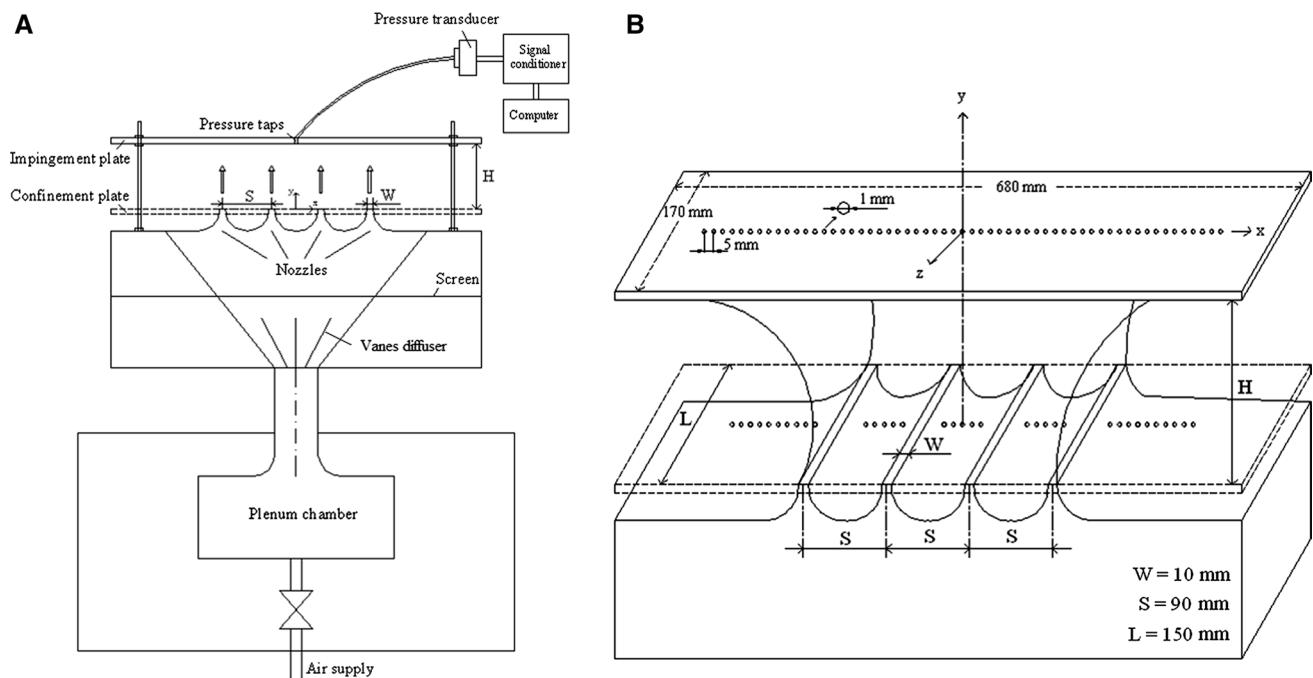 A
Pressure transducer
Signal
conditioner
Computer
Pressure taps
Impingement plate
H
Confinement plate
S
y
x
W
Nozzles
Screen
Vanes diffuser
Plenum chamber
Air supply
B
y
680 mm
1 mm
170 mm
5 mm
x
z
H
L
W
S
S
S
W = 10 mm
S = 90 mm
L = 150 mm